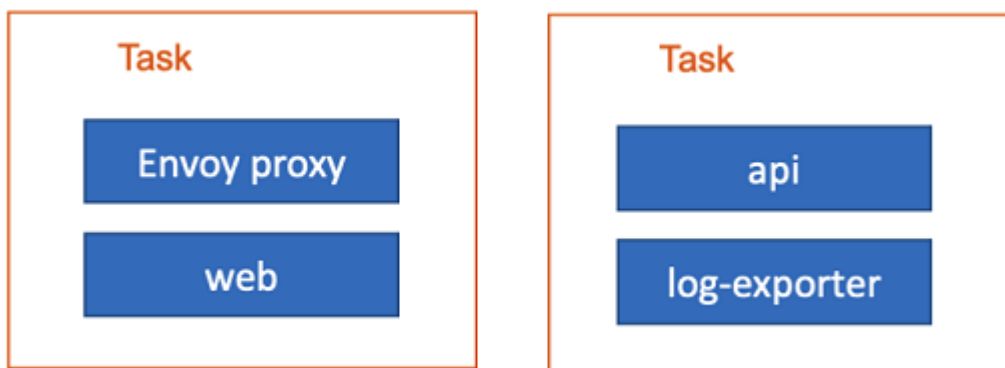 Task
Envoy proxy
web
Task
api
log-exporter